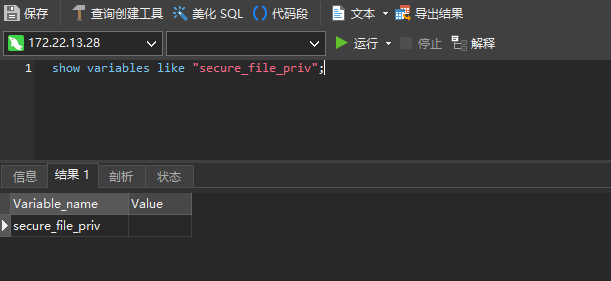 保存 查询创建工具 美化 SQL 代码段 文本 导出结果
172.22.13.28 运行 停止 解释
1 show variables like "secure_file_priv";
信息 结果 1 剖析 状态
Variable_name Value
secure_file_priv